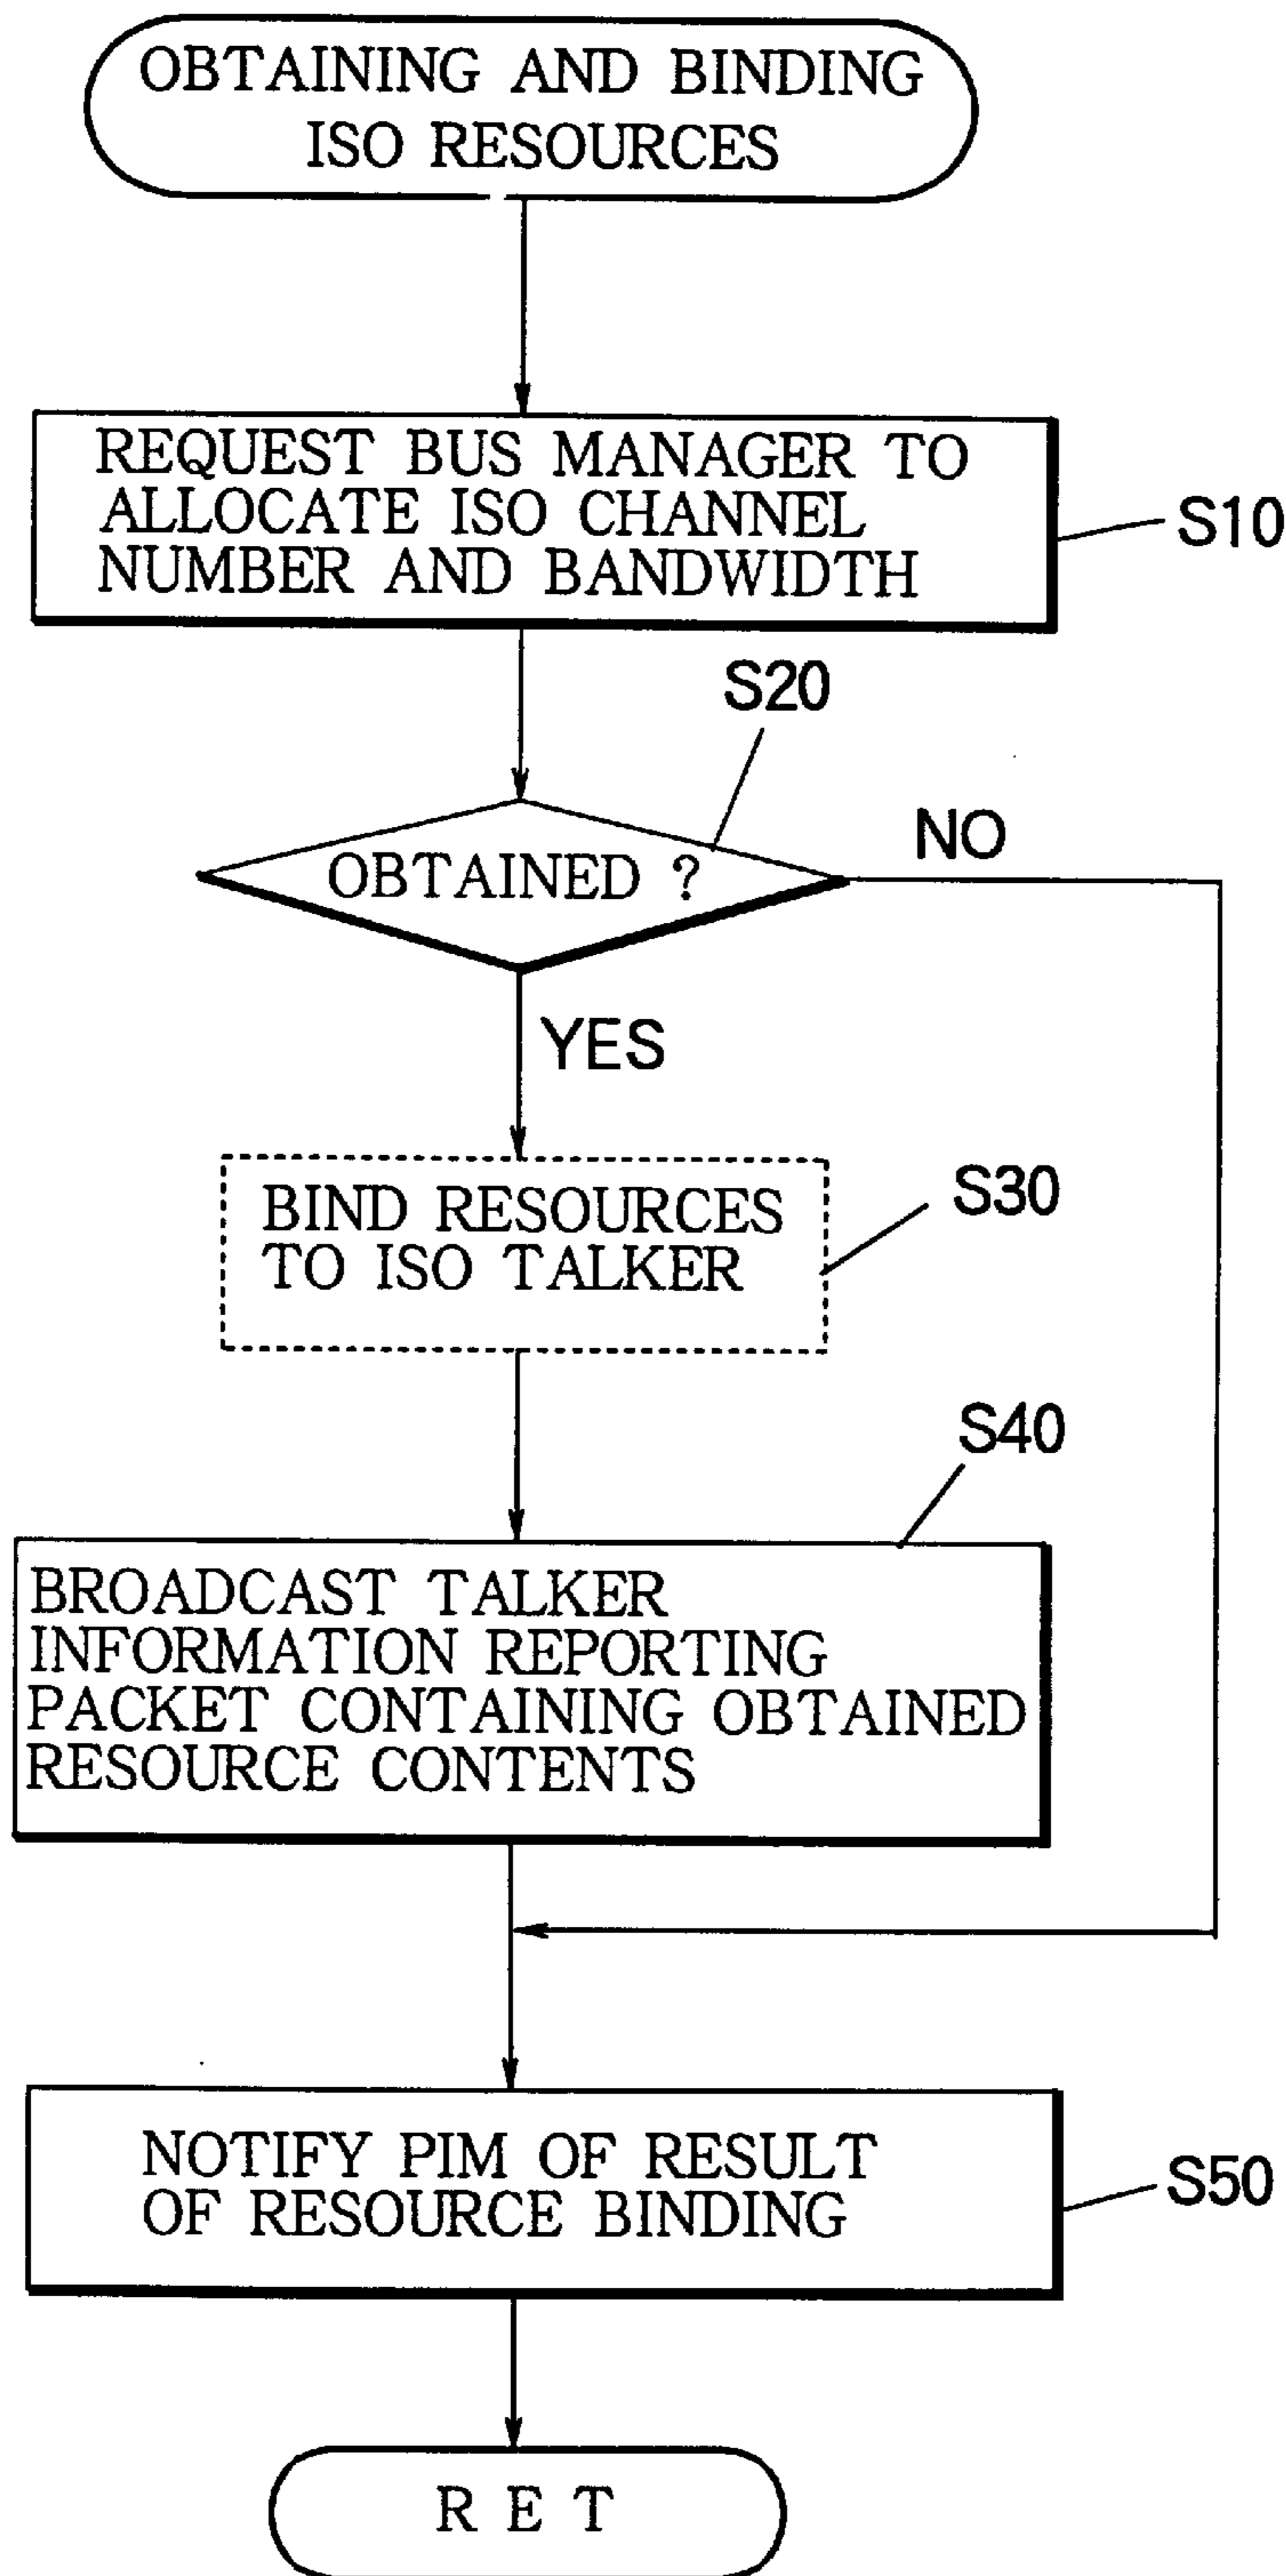 OBTAINING AND BINDING
ISO RESOURCES
REQUEST BUS MANAGER TO
ALLOCATE ISO CHANNEL
NUMBER AND BANDWIDTH
S10
S20
OBTAINED ?
NO
YES
BIND RESOURCES
TO ISO TALKER
S30
S40
BROADCAST TALKER
INFORMATION REPORTING
PACKET CONTAINING OBTAINED
RESOURCE CONTENTS
NOTIFY PIM OF RESULT
OF RESOURCE BINDING
S50
R E T